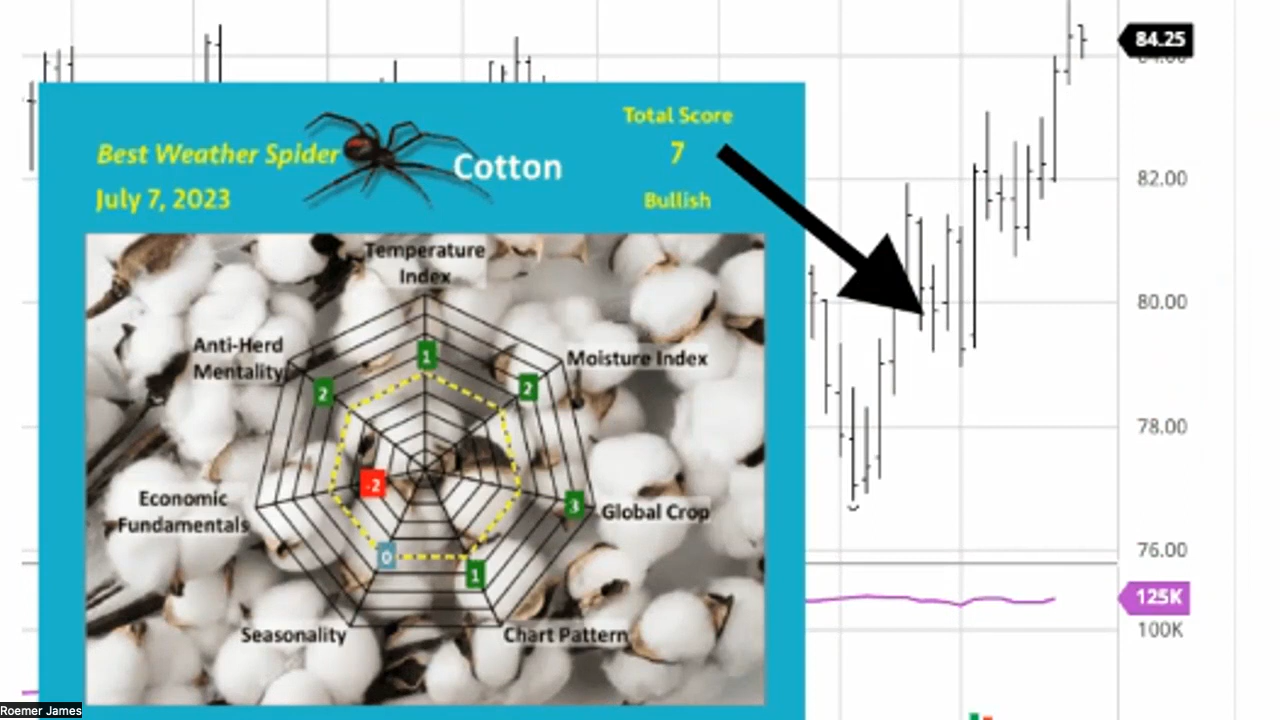 84.25
84.00
Total Score
Best Weather Spider
Cotton
7
July 7, 2023
Bullish
82.00
Temperature
Index
Anti-Herd
Mentality
Moisture Index
1
2
2
80.00
78.00
-2
Economic
Fundamentals
3
Global Crop
0
1
76.00
125K
100K
Seasonality
Chart Pattern
Roemer James